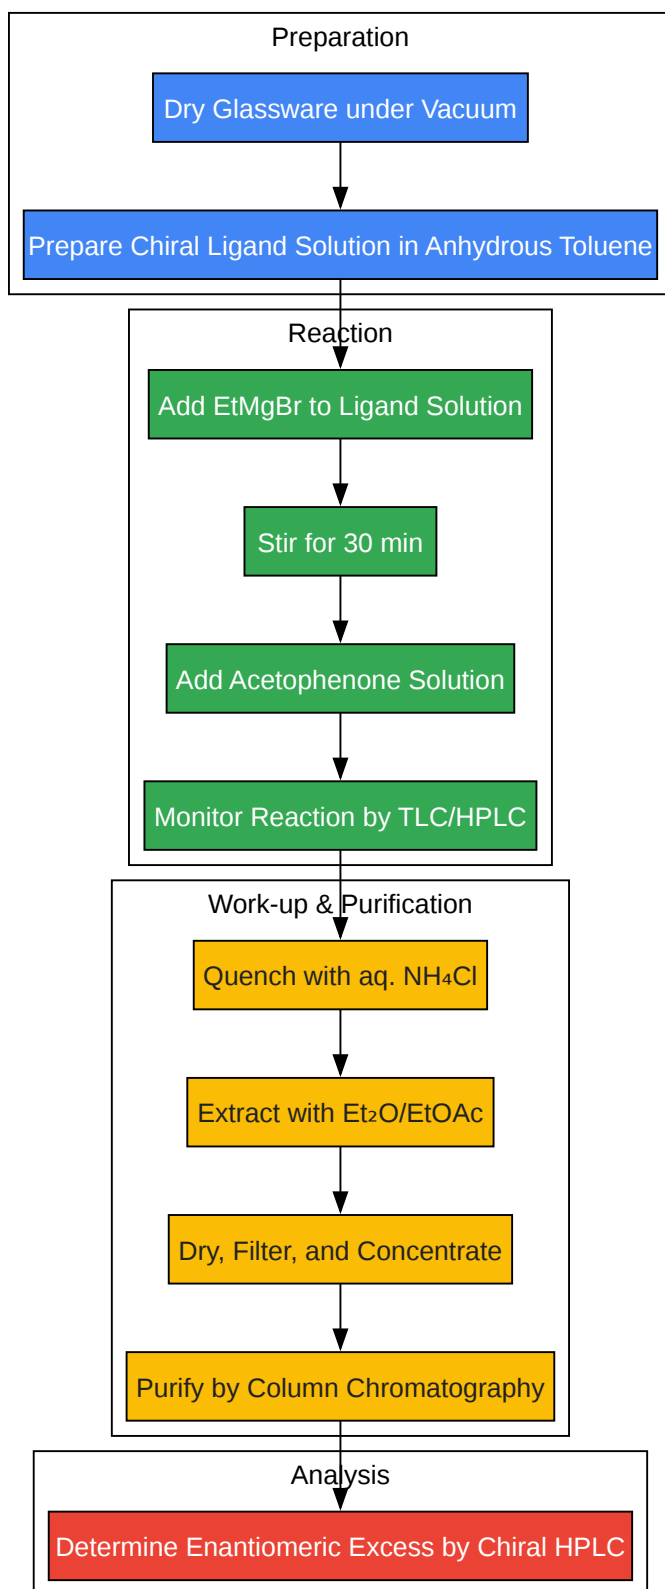 Preparation
Dry Glassware under Vacuum
Prepare Chiral Ligand Solution in Anhydrous Toluene
Reaction
Add EtMgBr to Ligand Solution
Stir for 30 min
Add Acetophenone Solution
Monitor Reaction by TLC/HPLC
Work-up & Purification
Quench with aq. NH₄Cl
Extract with Et₂O/EtOAc
Dry, Filter, and Concentrate
Purify by Column Chromatography
Analysis
Determine Enantiomeric Excess by Chiral HPLC